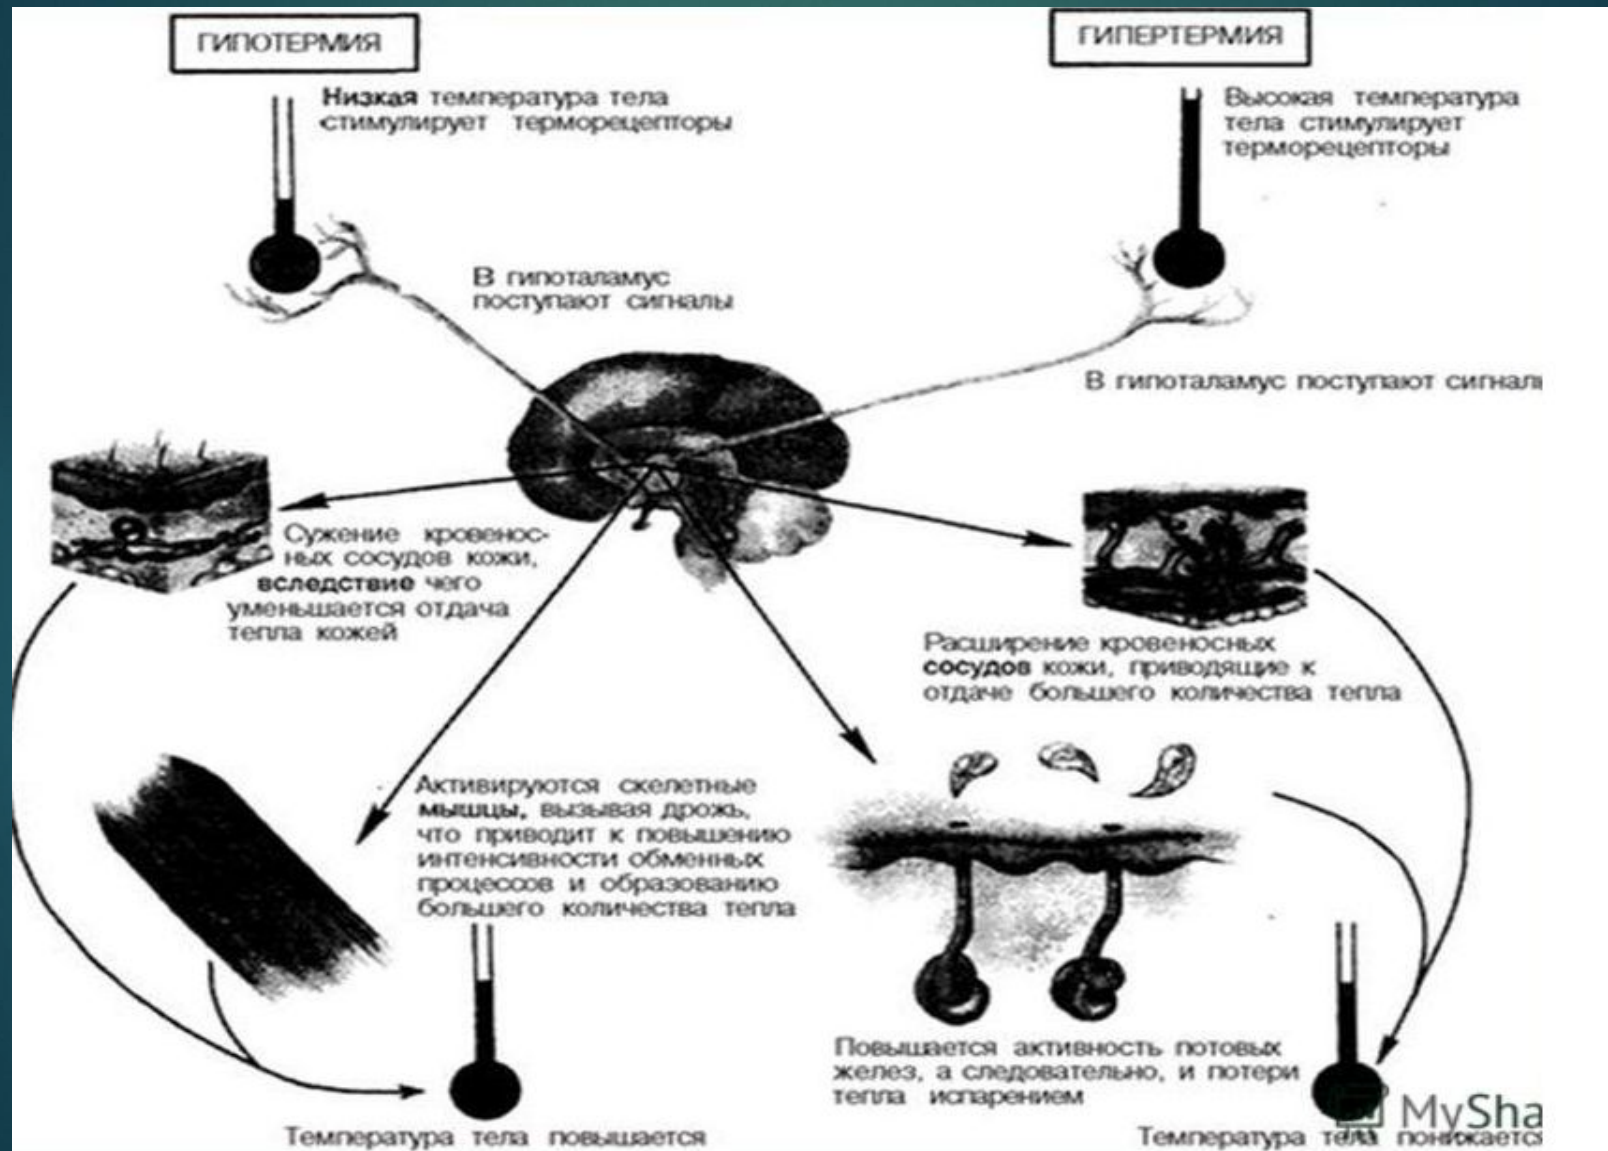 ГИПОТЕРМИЯ
Низкая температура тела
стимулирует терморецепторы
В гипоталамус
поступают сигналы
ГИПЕРТЕРМИЯ
Высокая температура
тела стимулирует
терморецепторы
В гипоталамус поступают сигналы
Сужение кровенос-
ных сосудов кожи,
вследствие чего
уменьшается отдача
тепла кожей
Расширение кровеносных
сосудов кожи, приводящие к
отдаче большего количества тепла
Активируются скелетные
мышцы, вызывая дрожь,
что приводит к повышению
интенсивности обменных
процессов и образованию
большего количества тепла
Температура тела повышается
Повышается активность потовых
желез, а следовательно, и потери
тепла испарением
Температура тела понижается
MySha